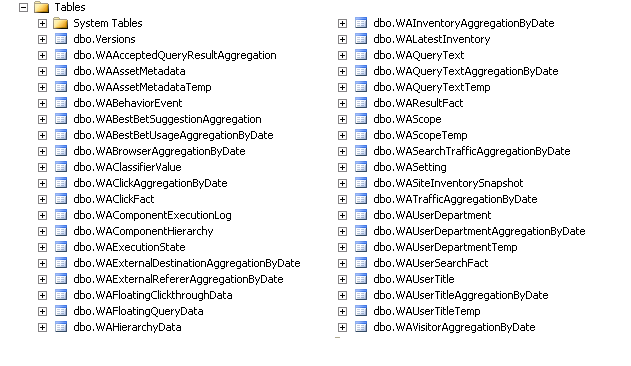 Tables
System Tables
dbo.Versions
dbo.WAAcceptedQueryResultAggregation
dbo.WAAssetMetadata
dbo.WAAssetMetadataTemp
dbo.WABehaviorEvent
dbo.WABestBetSuggestionAggregation
dbo.WABestBetUsageAggregationByDate
dbo.WABrowserAggregationByDate
dbo.WAClassifierValue
dbo.WAClickAggregationByDate
dbo.WAClickFact
dbo.WAComponentExecutionLog
dbo.WAComponentHierarchy
dbo.WAExecutionState
dbo.WAExternalDestinationAggregationByDate
dbo.WAExternalRefererAggregationByDate
dbo.WAFloatingClickthroughData
dbo.WAFloatingQueryData
dbo.WAHierarchyData
dbo.WAInventoryAggregationByDate
dbo.WALatestInventory
dbo.WAQueryText
dbo.WAQueryTextAggregationByDate
dbo.WAQueryTextTemp
dbo.WAResultFact
dbo.WAScope
dbo.WAScopeTemp
dbo.WASearchTrafficAggregationByDate
dbo.WASetting
dbo.WASiteInventorySnapshot
dbo.WATrafficAggregationByDate
dbo.WAUserDepartment
dbo.WAUserDepartmentAggregationByDate
dbo.WAUserDepartmentTemp
dbo.WAUserSearchFact
dbo.WAUserTitle
dbo.WAUserTitleAggregationByDate
dbo.WAUserTitleTemp
dbo.WAVisitorAggregationByDate